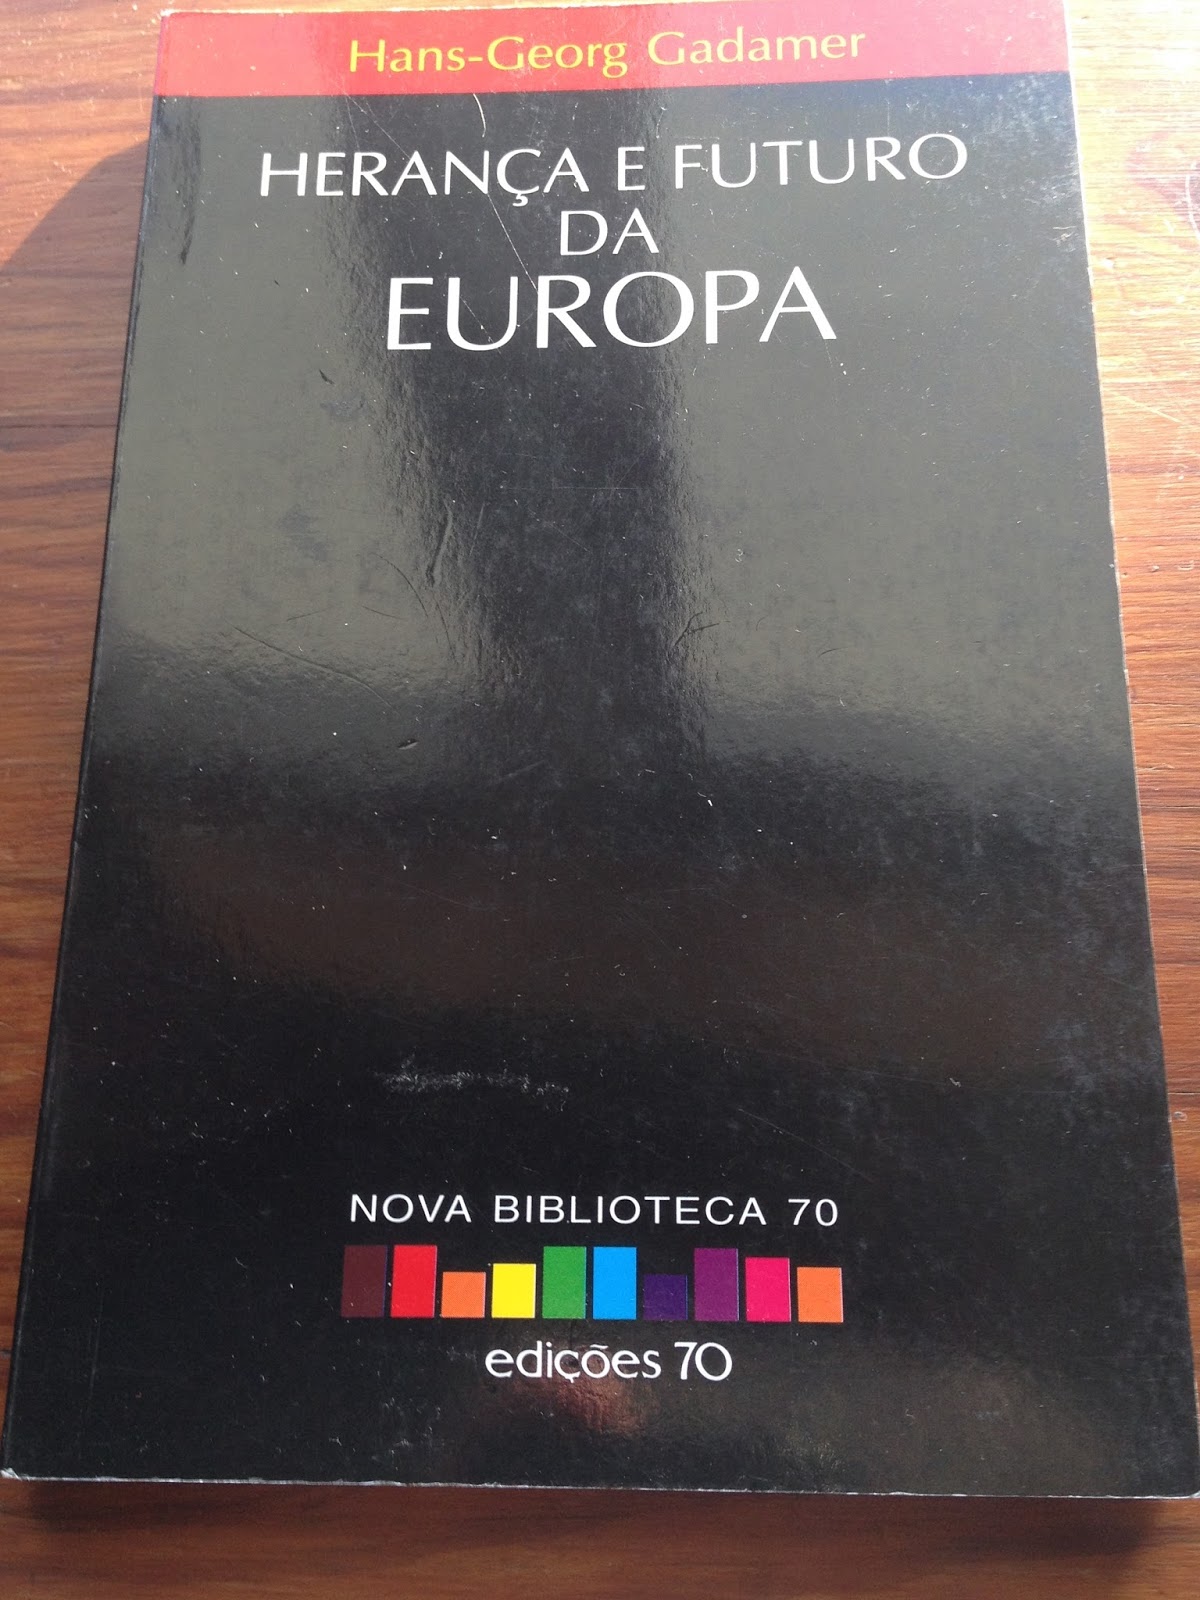 Hans-Georg Gadamer
HERANÇA E FUTURO
DA
EUROPA
NOVA BIBLIOTECA 70
edições 70